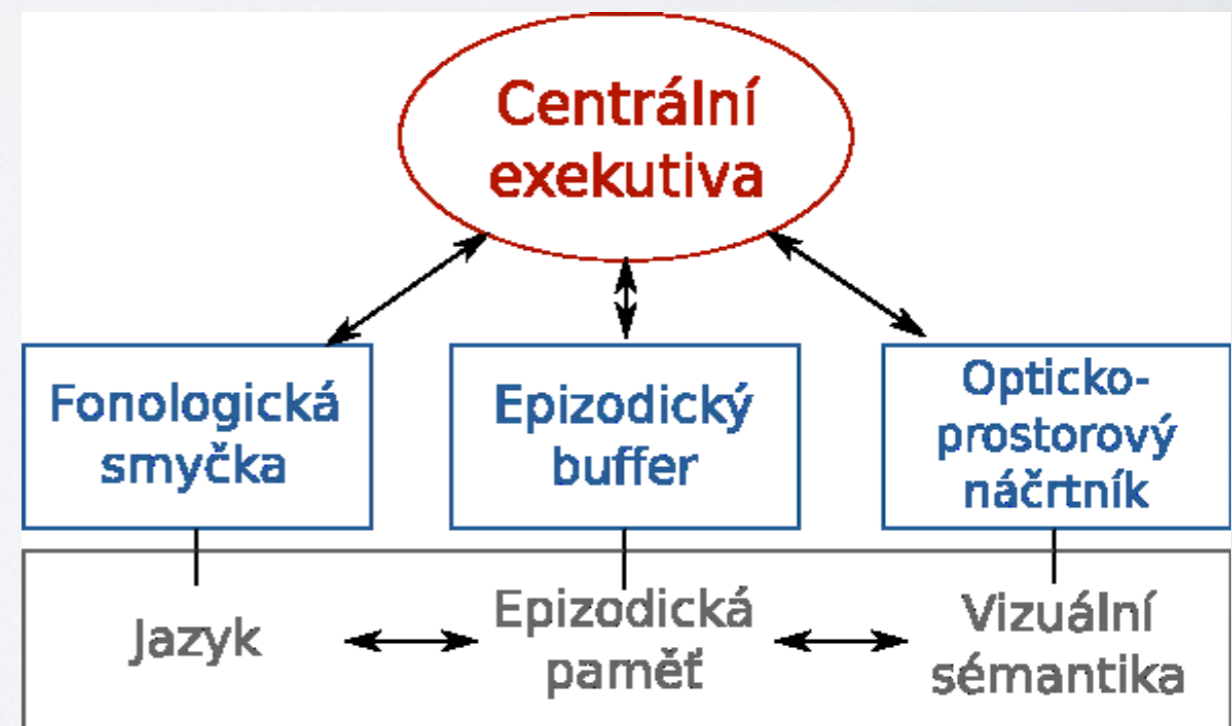 Centrální
exekutiva
Fonologická
smyčka
Epizodický
buffer
Opticko-
prostorový
náčrtník
Jazyk
Epizodická
paměť
Vizuální
sémantika